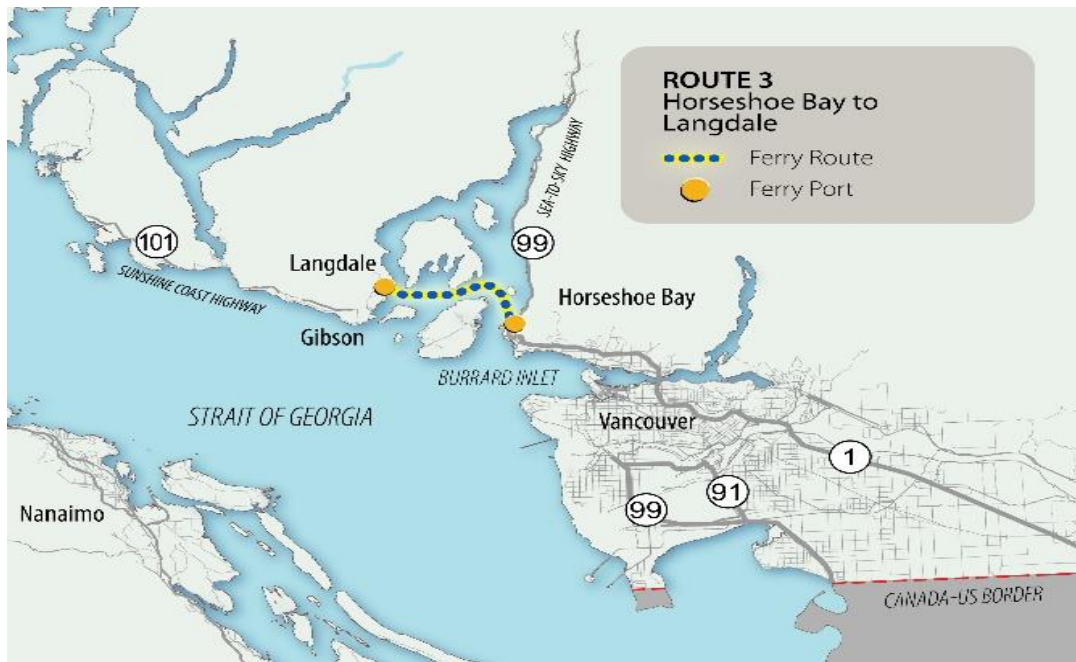 ROUTE 3
Horseshoe Bay to
Langdale
Ferry Route
Ferry Port
SEA-TO-SKY HIGHWAY
99
101
SUNSHINE COAST HIGHWAY
Langdale
Horseshoe Bay
Gibson
BURRARD INLET
STRAIT OF GEORGIA
Vancouver
1
91
99
Nanaimo
CANADA-US BORDER